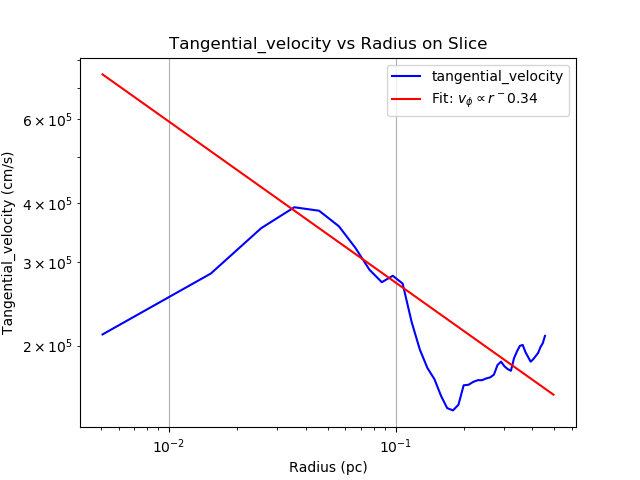 Tangential_velocity vs Radius on Slice
tangential_velocity
Fit: $v_\phi \propto r^-0.34$
Tangential_velocity (cm/s)
6 × 10⁵
4 × 10⁵
3 × 10⁵
2 × 10⁵
10⁻² 10⁻¹
Radius (pc)